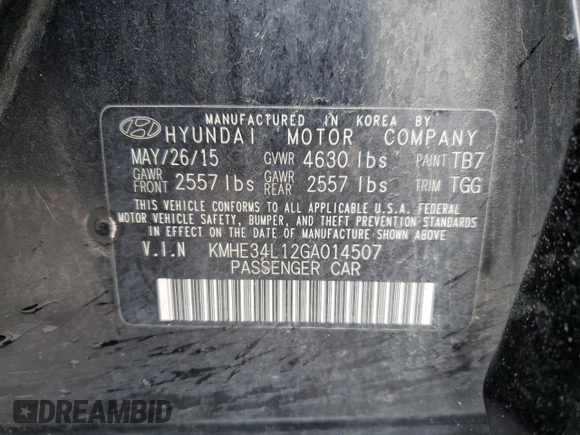 MANUFACTURED IN KOREA BY
HYUNDAI MOTOR COMPANY
MAY/26/15 GVWR 4630 lbs PAINT TB7
GAWR FRONT 2557 lbs GAWR REAR 2557 lbs TRIM TGG
THIS VEHICLE CONFORMS TO ALL APPLICABLE U.S.A. FEDERAL
MOTOR VEHICLE SAFETY, BUMPER, AND THEFT PREVENTION STANDARDS
IN EFFECT ON THE DATE OF MANUFACTURE SHOWN ABOVE.
V.I.N KMHE34L12GA014507
PASSENGER CAR
DREAMBID